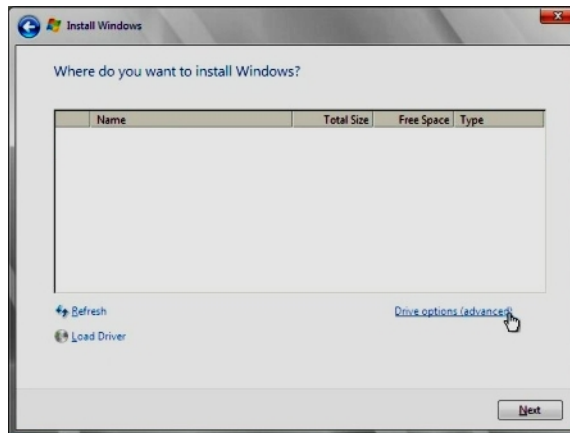 Install Windows
Where do you want to install Windows?
Name Total Size Free Space Type
Refresh Drive options (advanced)
Load Driver
Next